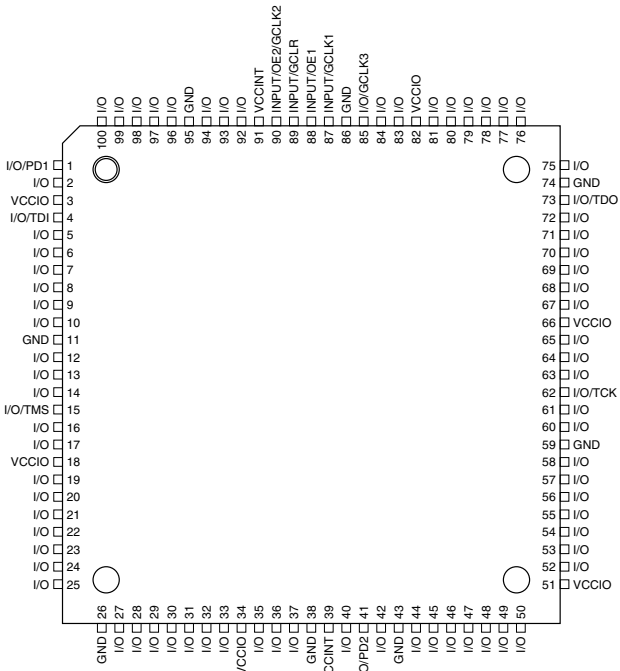 100 I/O
99 I/O
98 I/O
97 I/O
96 I/O
95 GND
94 I/O
93 I/O
92 I/O
91 VCCINT
90 INPUT/OE2/GCLK2
89 INPUT/GCLR
88 INPUT/OE1
87 INPUT/GCLK1
86 GND
85 I/O/GCLK3
84 I/O
83 I/O
82 VCCIO
81 I/O
80 I/O
79 I/O
78 I/O
77 I/O
76 I/O
I/O/PD1 1
I/O 2
VCCIO 3
I/O/TDI 4
I/O 5
I/O 6
I/O 7
I/O 8
I/O 9
I/O 10
GND 11
I/O 12
I/O 13
I/O 14
I/O/TMS 15
I/O 16
I/O 17
VCCIO 18
I/O 19
I/O 20
I/O 21
I/O 22
I/O 23
I/O 24
I/O 25
75 I/O
74 GND
73 I/O/TDO
72 I/O
71 I/O
70 I/O
69 I/O
68 I/O
67 I/O
66 VCCIO
65 I/O
64 I/O
63 I/O
62 I/O/TCK
61 I/O
60 I/O
59 GND
58 I/O
57 I/O
56 I/O
55 I/O
54 I/O
53 I/O
52 I/O
51 VCCIO
GND 26
I/O 27
I/O 28
I/O 29
I/O 30
I/O 31
I/O 32
I/O 33
VCCIO 34
I/O 35
I/O 36
I/O 37
GND 38
CCINT 39
I/O 40
O/PD2 41
I/O 42
GND 43
I/O 44
I/O 45
I/O 46
I/O 47
I/O 48
I/O 49
I/O 50